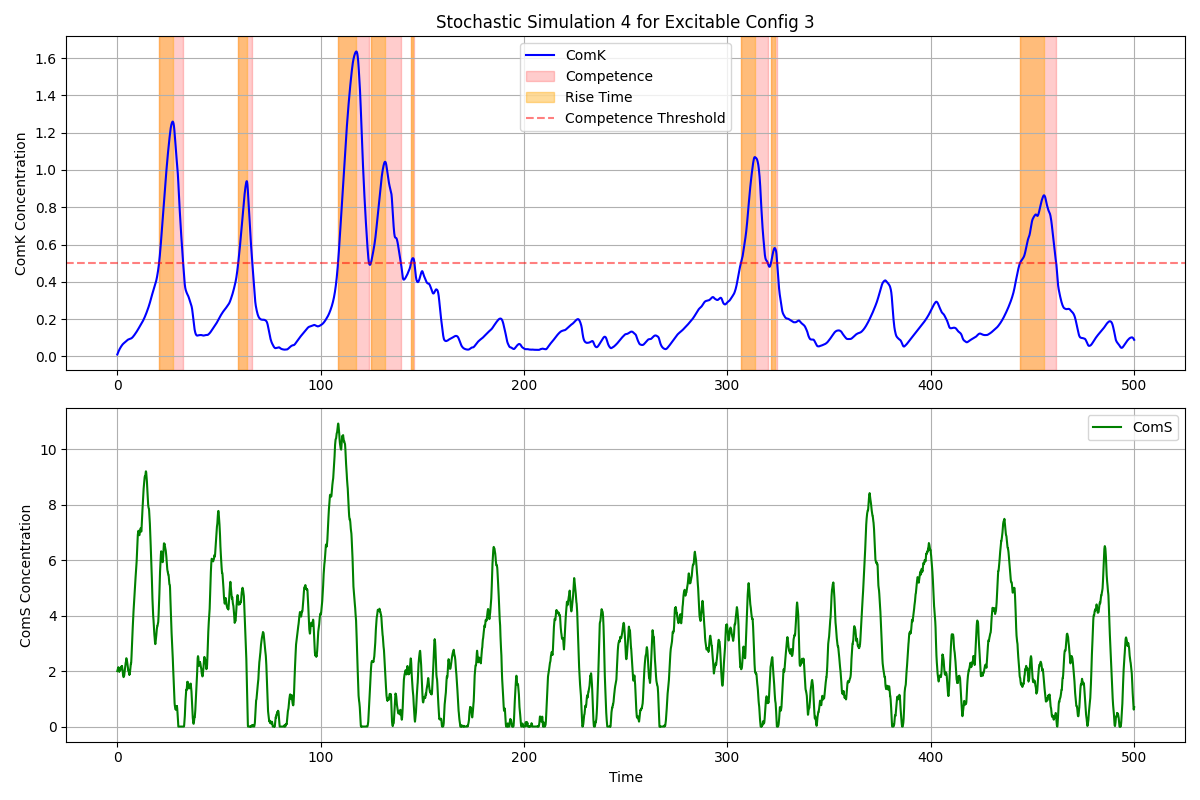 Stochastic Simulation 4 for Excitable Config 3
ComK Concentration
1.6
1.4
1.2
1.0
0.8
0.6
0.4
0.2
0.0
ComK
Competence
Rise Time
Competence Threshold
0 100 200 300 400 500
ComS Concentration
10
8
6
4
2
0
ComS
0 100 200 300 400 500
Time